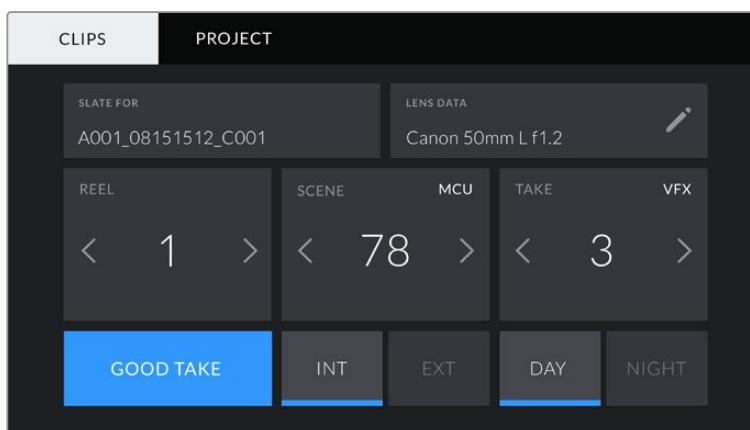 CLIPS PROJECT
SLATE FOR LENS DATA
A001_08151512_C001 Canon 50mm L f1.2
REEL SCENE MCU TAKE VFX
1 78 3
GOOD TAKE INT EXT DAY NIGHT